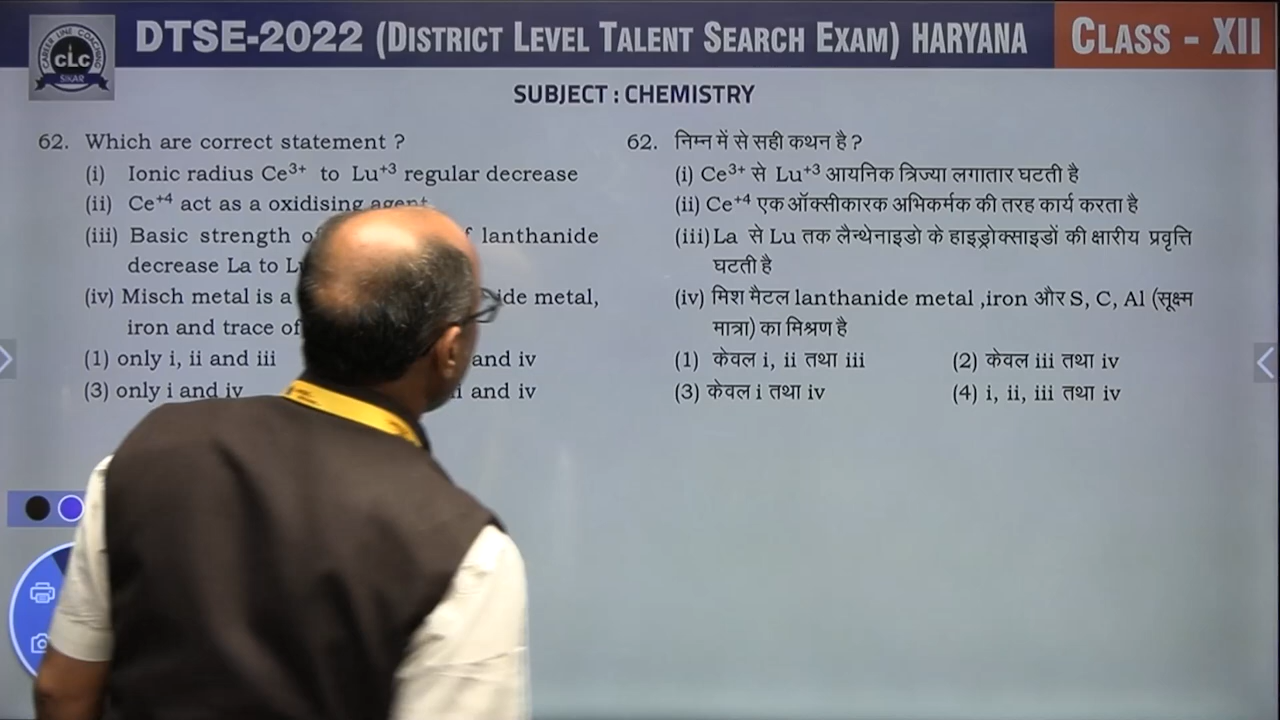 CAREER LINE COACHING
CLC
SIKAR
DTSE-2022 (DISTRICT LEVEL TALENT SEARCH EXAM) HARYANA
CLASS - XII
SUBJECT : CHEMISTRY
62. Which are correct statement ?
(i) Ionic radius Ce³⁺ to Lu⁺³ regular decrease
(ii) Ce⁺⁴ act as a oxidising agent
(iii) Basic strength lanthanide
decrease La to
(iv) Misch metal is a metal,
iron and trace of
(1) only i, ii and iii and iv
(3) only i and iv and iv
62. निम्न में से सही कथन है ?
(i) Ce³⁺ से Lu⁺³ आयनिक त्रिज्या लगातार घटती है
(ii) Ce⁺⁴ एक ऑक्सीकारक अभिकर्मक की तरह कार्य करता है
(iii) La से Lu तक लैन्थेनाइडो के हाइड्रोक्साइडों की क्षारीय प्रवृत्ति
घटती है
(iv) मिश मैटल lanthanide metal ,iron और S, C, Al (सूक्ष्म
मात्रा) का मिश्रण है
(1) केवल i, ii तथा iii (2) केवल iii तथा iv
(3) केवल i तथा iv (4) i, ii, iii तथा iv